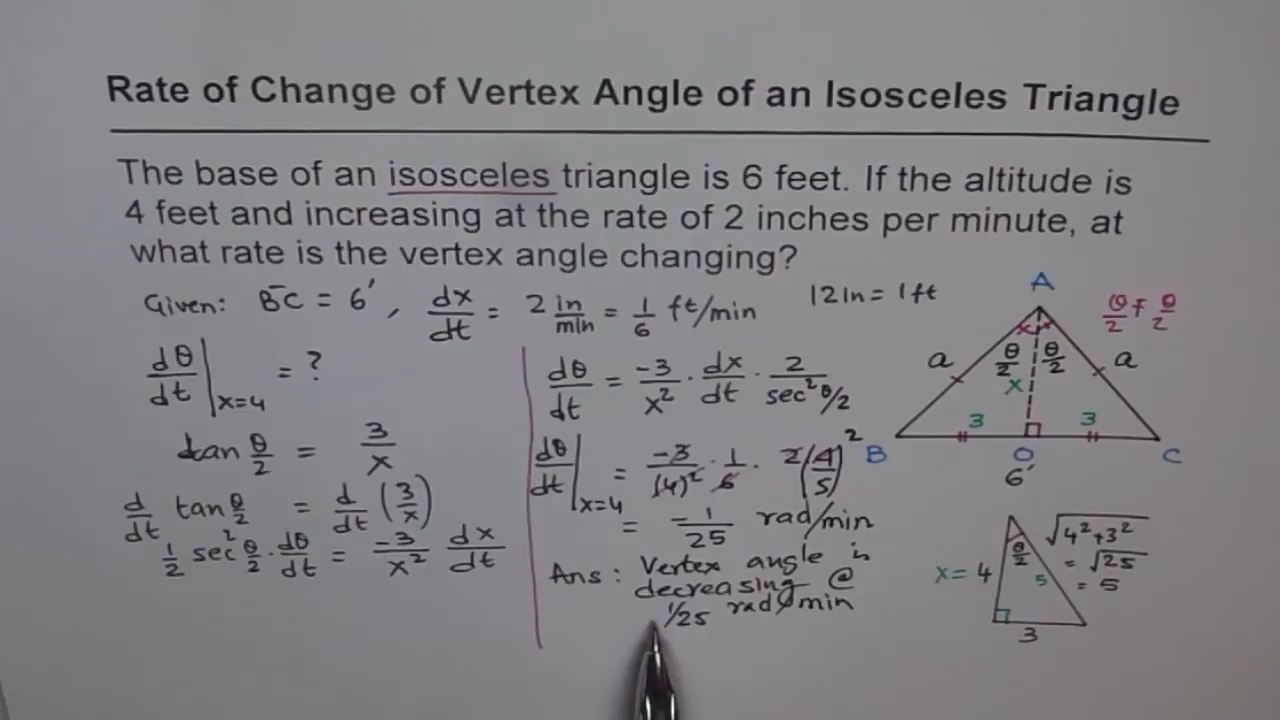 Rate of Change of Vertex Angle of an Isosceles Triangle
The base of an isosceles triangle is 6 feet. If the altitude is
4 feet and increasing at the rate of 2 inches per minute, at
what rate is the vertex angle changing?
Given: BC = 6', dx/dt = 2 in/min = 1/6 ft/min
12in = 1ft
dθ/dt |x=4 = ?
tan θ/2 = 3/x
d/dt tan θ/2 = d/dt (3/x)
1/2 sec² θ/2 · dθ/dt = -3/x² dx/dt
dθ/dt = -3/x² · dx/dt · 2/sec² θ/2
dθ/dt |x=4 = -3/(4)² · 1/6 · 2(4/5)²
= -1/25 rad/min
Ans: Vertex angle is
decreasing @
1/25 rad/min
A
θ/2 ≠ θ/2
a θ/2 θ/2 a
x
3 3
B O C
6'
θ/2 √4²+3²
x=4 5 = √25
= 5
3